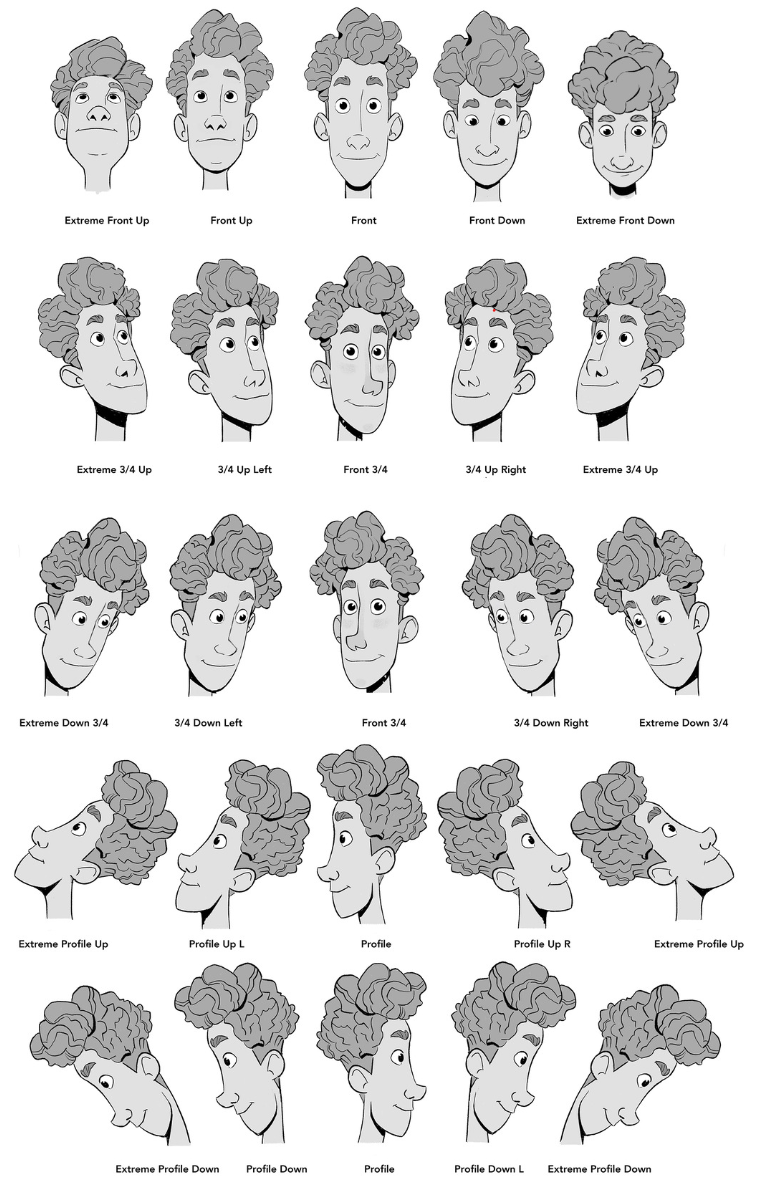 Extreme Front Up
Front Up
Front
Front Down
Extreme Front Down
Extreme 3/4 Up
3/4 Up Left
Front 3/4
3/4 Up Right
Extreme 3/4 Up
Extreme Down 3/4
3/4 Down Left
Front 3/4
3/4 Down Right
Extreme Down 3/4
Extreme Profile Up
Profile Up L
Profile
Profile Up R
Extreme Profile Up
Extreme Profile Down
Profile Down
Profile
Profile Down L
Extreme Profile Down